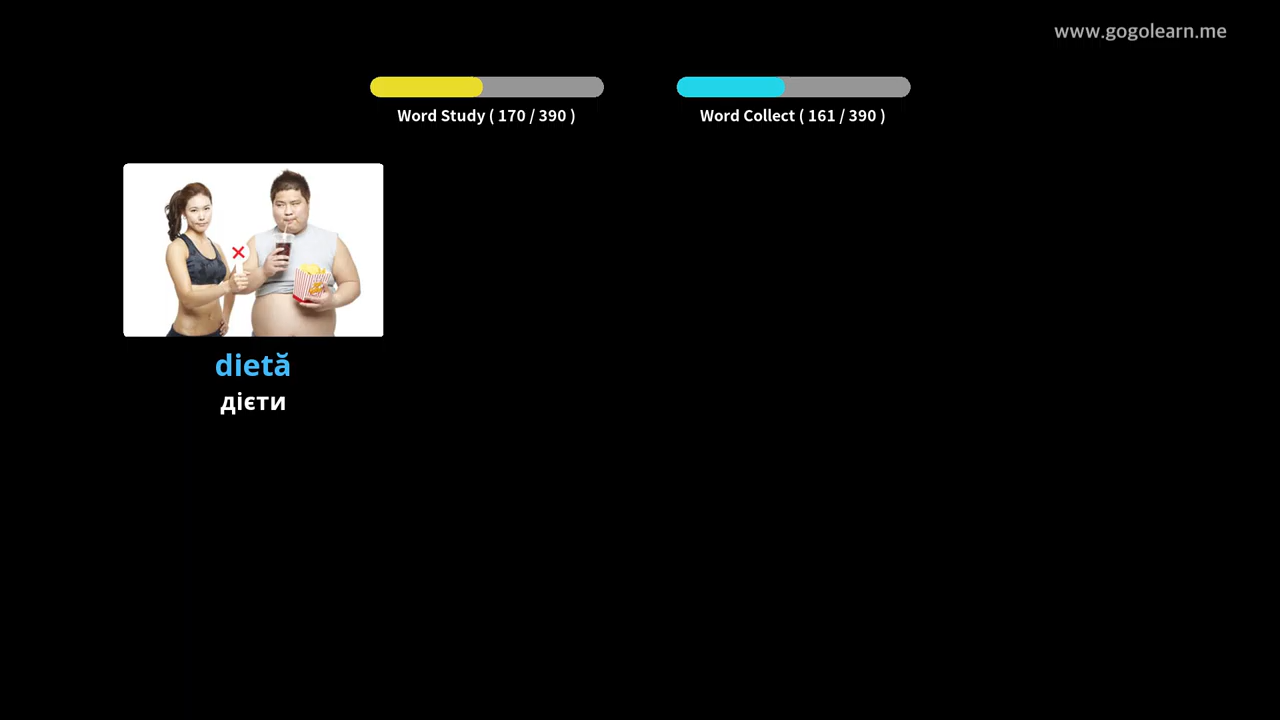 www.gogolearn.me
Word Study ( 170 / 390 )
Word Collect ( 161 / 390 )
dietă
дієти